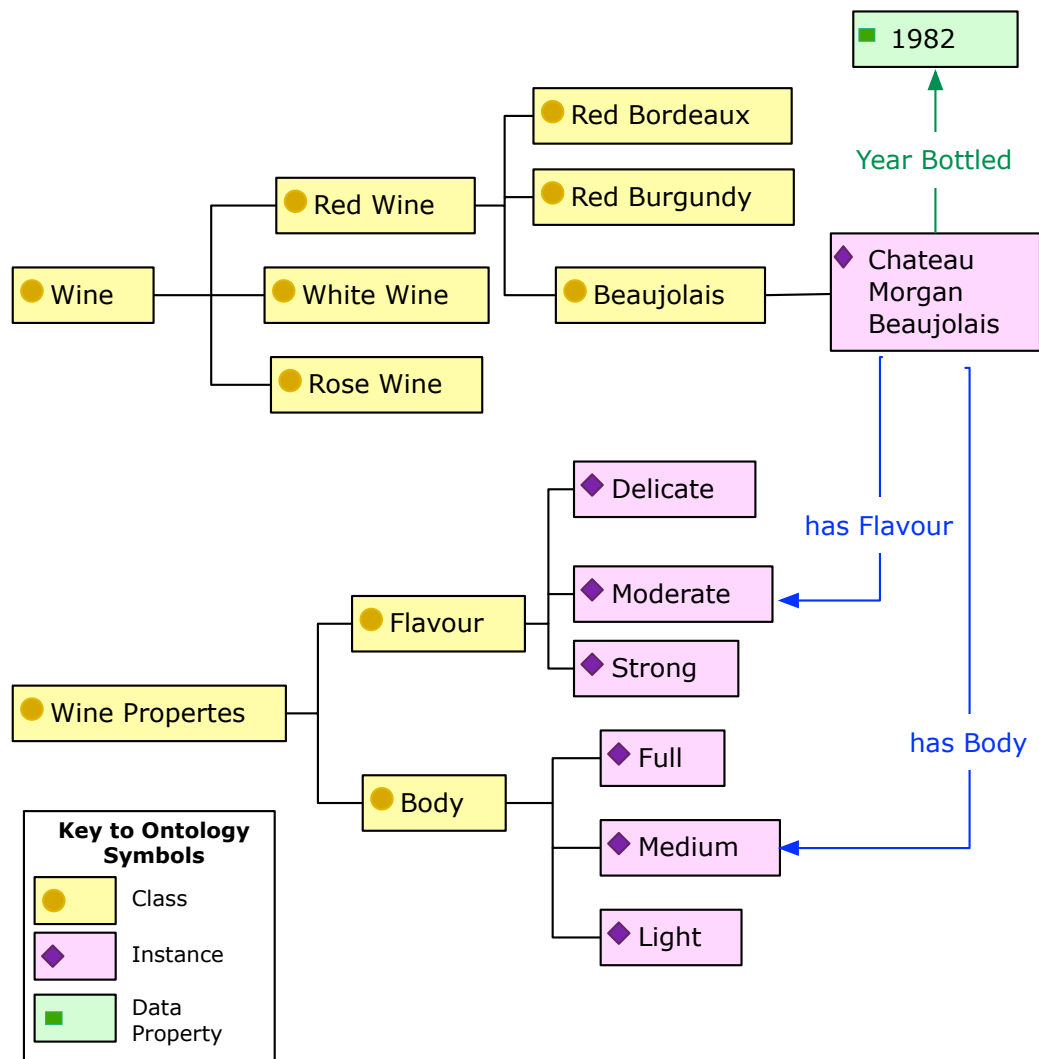 1982
Year Bottled
Red Bordeaux
Red Wine
Red Burgundy
Wine
White Wine
Beaujolais
Chateau
Morgan
Beaujolais
Rose Wine
Delicate
has Flavour
Moderate
Flavour
Strong
Wine Propertes
has Body
Full
Body
Medium
Light
Key to Ontology
Symbols
Class
Instance
Data
Property